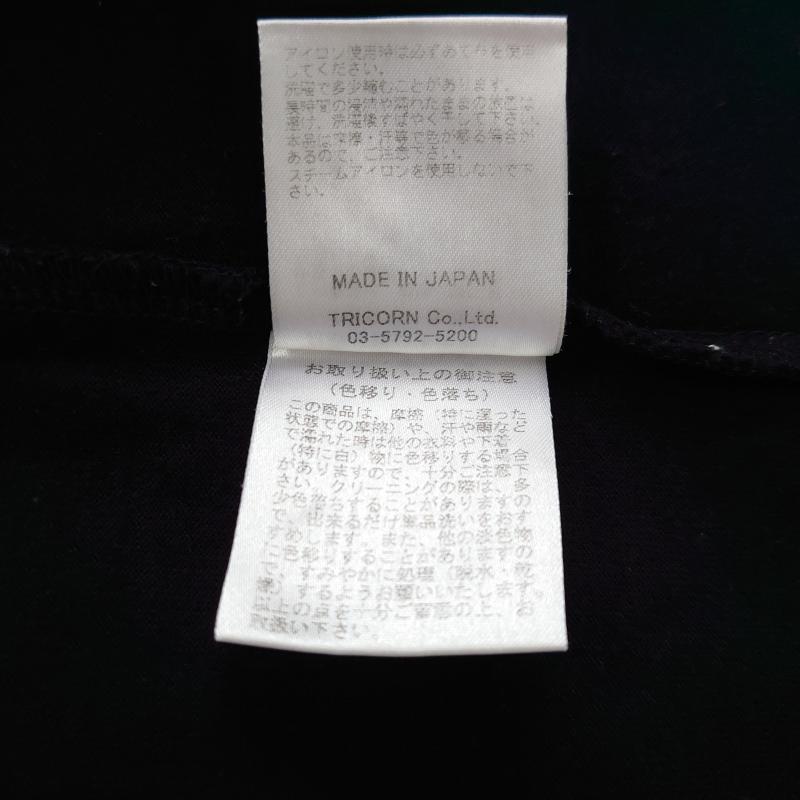 アイロン使用時は必ずあて布を使用
してください。
洗濯で多少縮むことがあります。
長時間の浸漬や濡れたままの放置は
避け、洗濯後すばやく干して下さい。
本品は摩擦・汗等で色が移る場合が
あるので、ご注意下さい。
スチームアイロンを使用しないで下
さい。
MADE IN JAPAN
TRICORN Co.,Ltd.
03-5792-5200
お取り扱い上の御注意
(色移り・色落ち)
この商品は、摩擦(特に湿った
状態での摩擦)や、汗や雨など
で濡れた時は他の衣料や下着
(特に白)物に色移りする場合
がありますので、十分ご注意下
さい。クリーニングの際は、多
少色落ちすることがありますの
で、出来るだけ単品洗いをおす
すめします。また、他の淡色物
に色移りすることがありますの
で、すみやかに処理(脱水・乾
)するようお願いいたします。
上の点を十分ご留意の上、お
取扱い下さい。